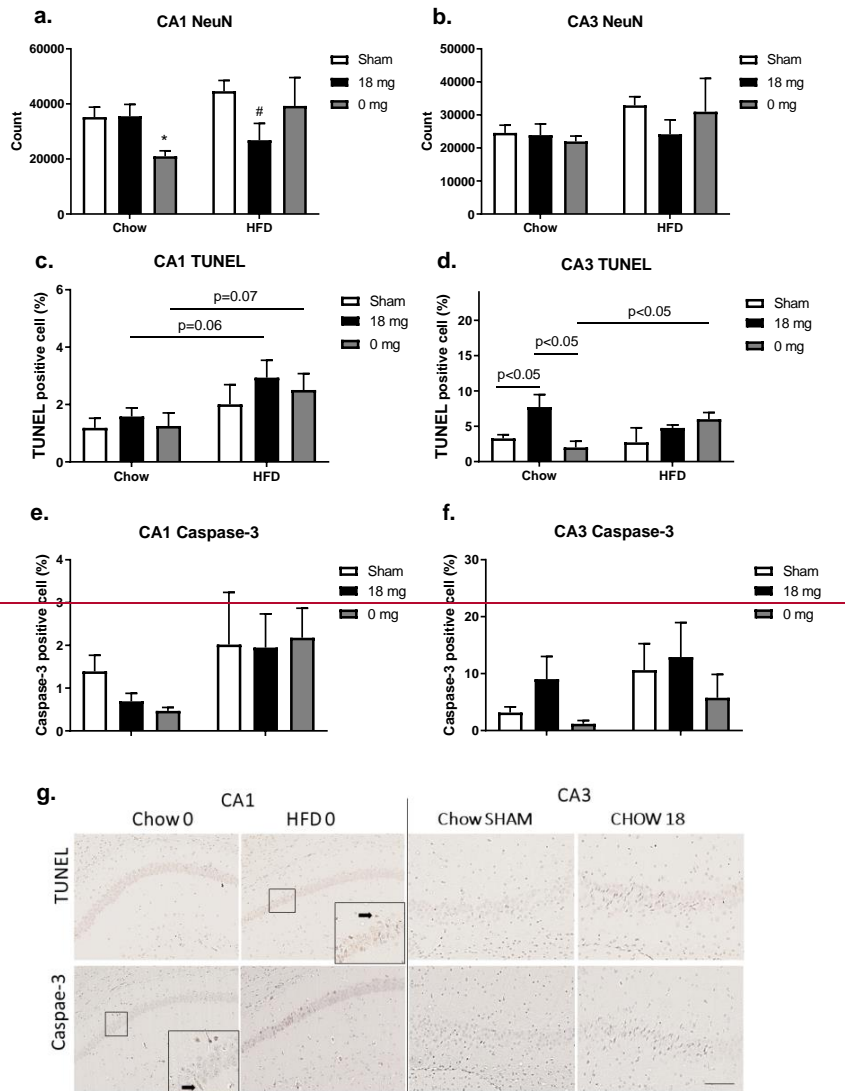 a.
CA1 NeuN
60000
40000
20000
0
Count
*
#
Chow
HFD
Sham
18 mg
0 mg
b.
CA3 NeuN
50000
40000
30000
20000
10000
0
Count
Chow
HFD
Sham
18 mg
0 mg
c.
CA1 TUNEL
6
4
2
0
TUNEL positive cell (%)
p=0.07
p=0.06
Chow
HFD
Sham
18 mg
0 mg
d.
CA3 TUNEL
20
15
10
5
0
TUNEL positive cell (%)
p<0.05
p<0.05
p<0.05
Chow
HFD
Sham
18 mg
0 mg
e.
CA1 Caspase-3
4
3
2
1
0
Caspase-3 positive cell (%)
Sham
18 mg
0 mg
f.
CA3 Caspase-3
30
20
10
0
Caspase-3 positive cell (%)
Sham
18 mg
0 mg
g.
CA1
CA3
Chow 0
HFD 0
Chow SHAM
CHOW 18
TUNEL
Caspae-3